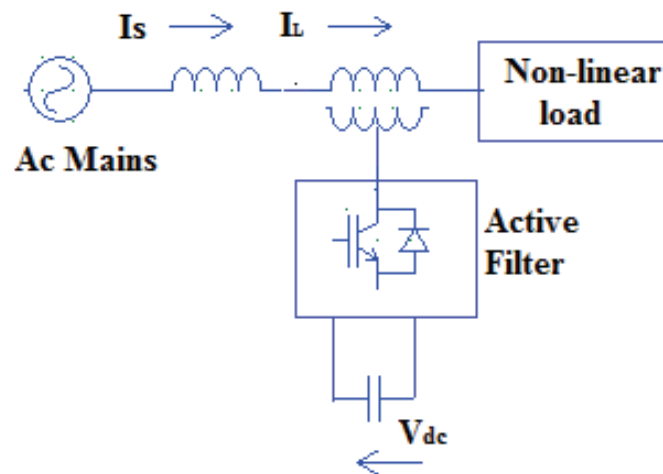 Is
IL
Non-linear
load
Ac Mains
Active
Filter
Vdc